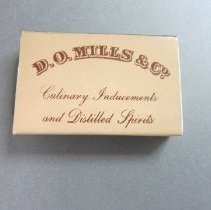 D.O. MILLS & Co.
Culinary Inducements
and Distilled Spirits